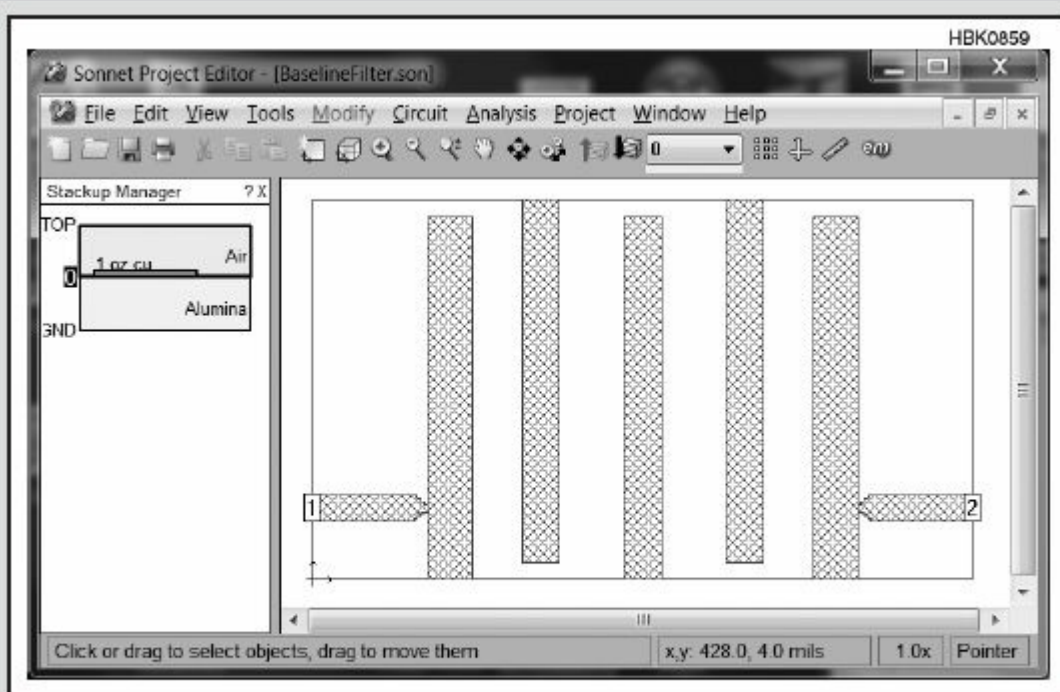 HBK0859
Sonnet Project Editor - [BaselineFilter.son]
File Edit View Tools Modify Circuit Analysis Project Window Help
0
Stackup Manager ? X
TOP
1 oz cu
Air
0
Alumina
GND
1
2
Click or drag to select objects, drag to move them
x,y: 428.0, 4.0 mils
1.0x
Pointer